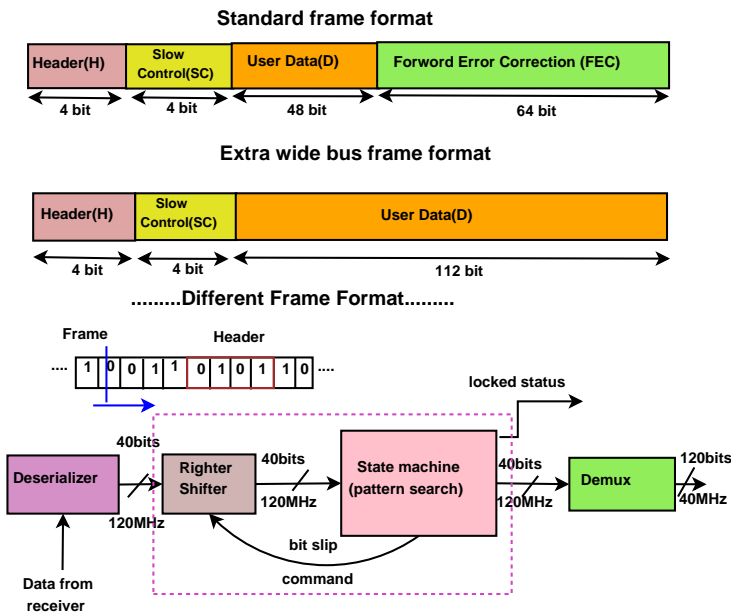 Standard frame format
Header(H)
Slow
Control(SC)
User Data(D)
Forword Error Correction (FEC)
4 bit
4 bit
48 bit
64 bit
Extra wide bus frame format
Header(H)
Slow
Control(SC)
User Data(D)
4 bit
4 bit
112 bit
.........Different Frame Format.........
Frame
Header
.... 1 0 0 1 1 0 1 0 1 1 0 ....
locked status
40bits
120MHz
Deserializer
Righter
Shifter
40bits
120MHz
State machine
(pattern search)
40bits
120MHz
Demux
120bits
40MHz
bit slip
command
Data from
receiver